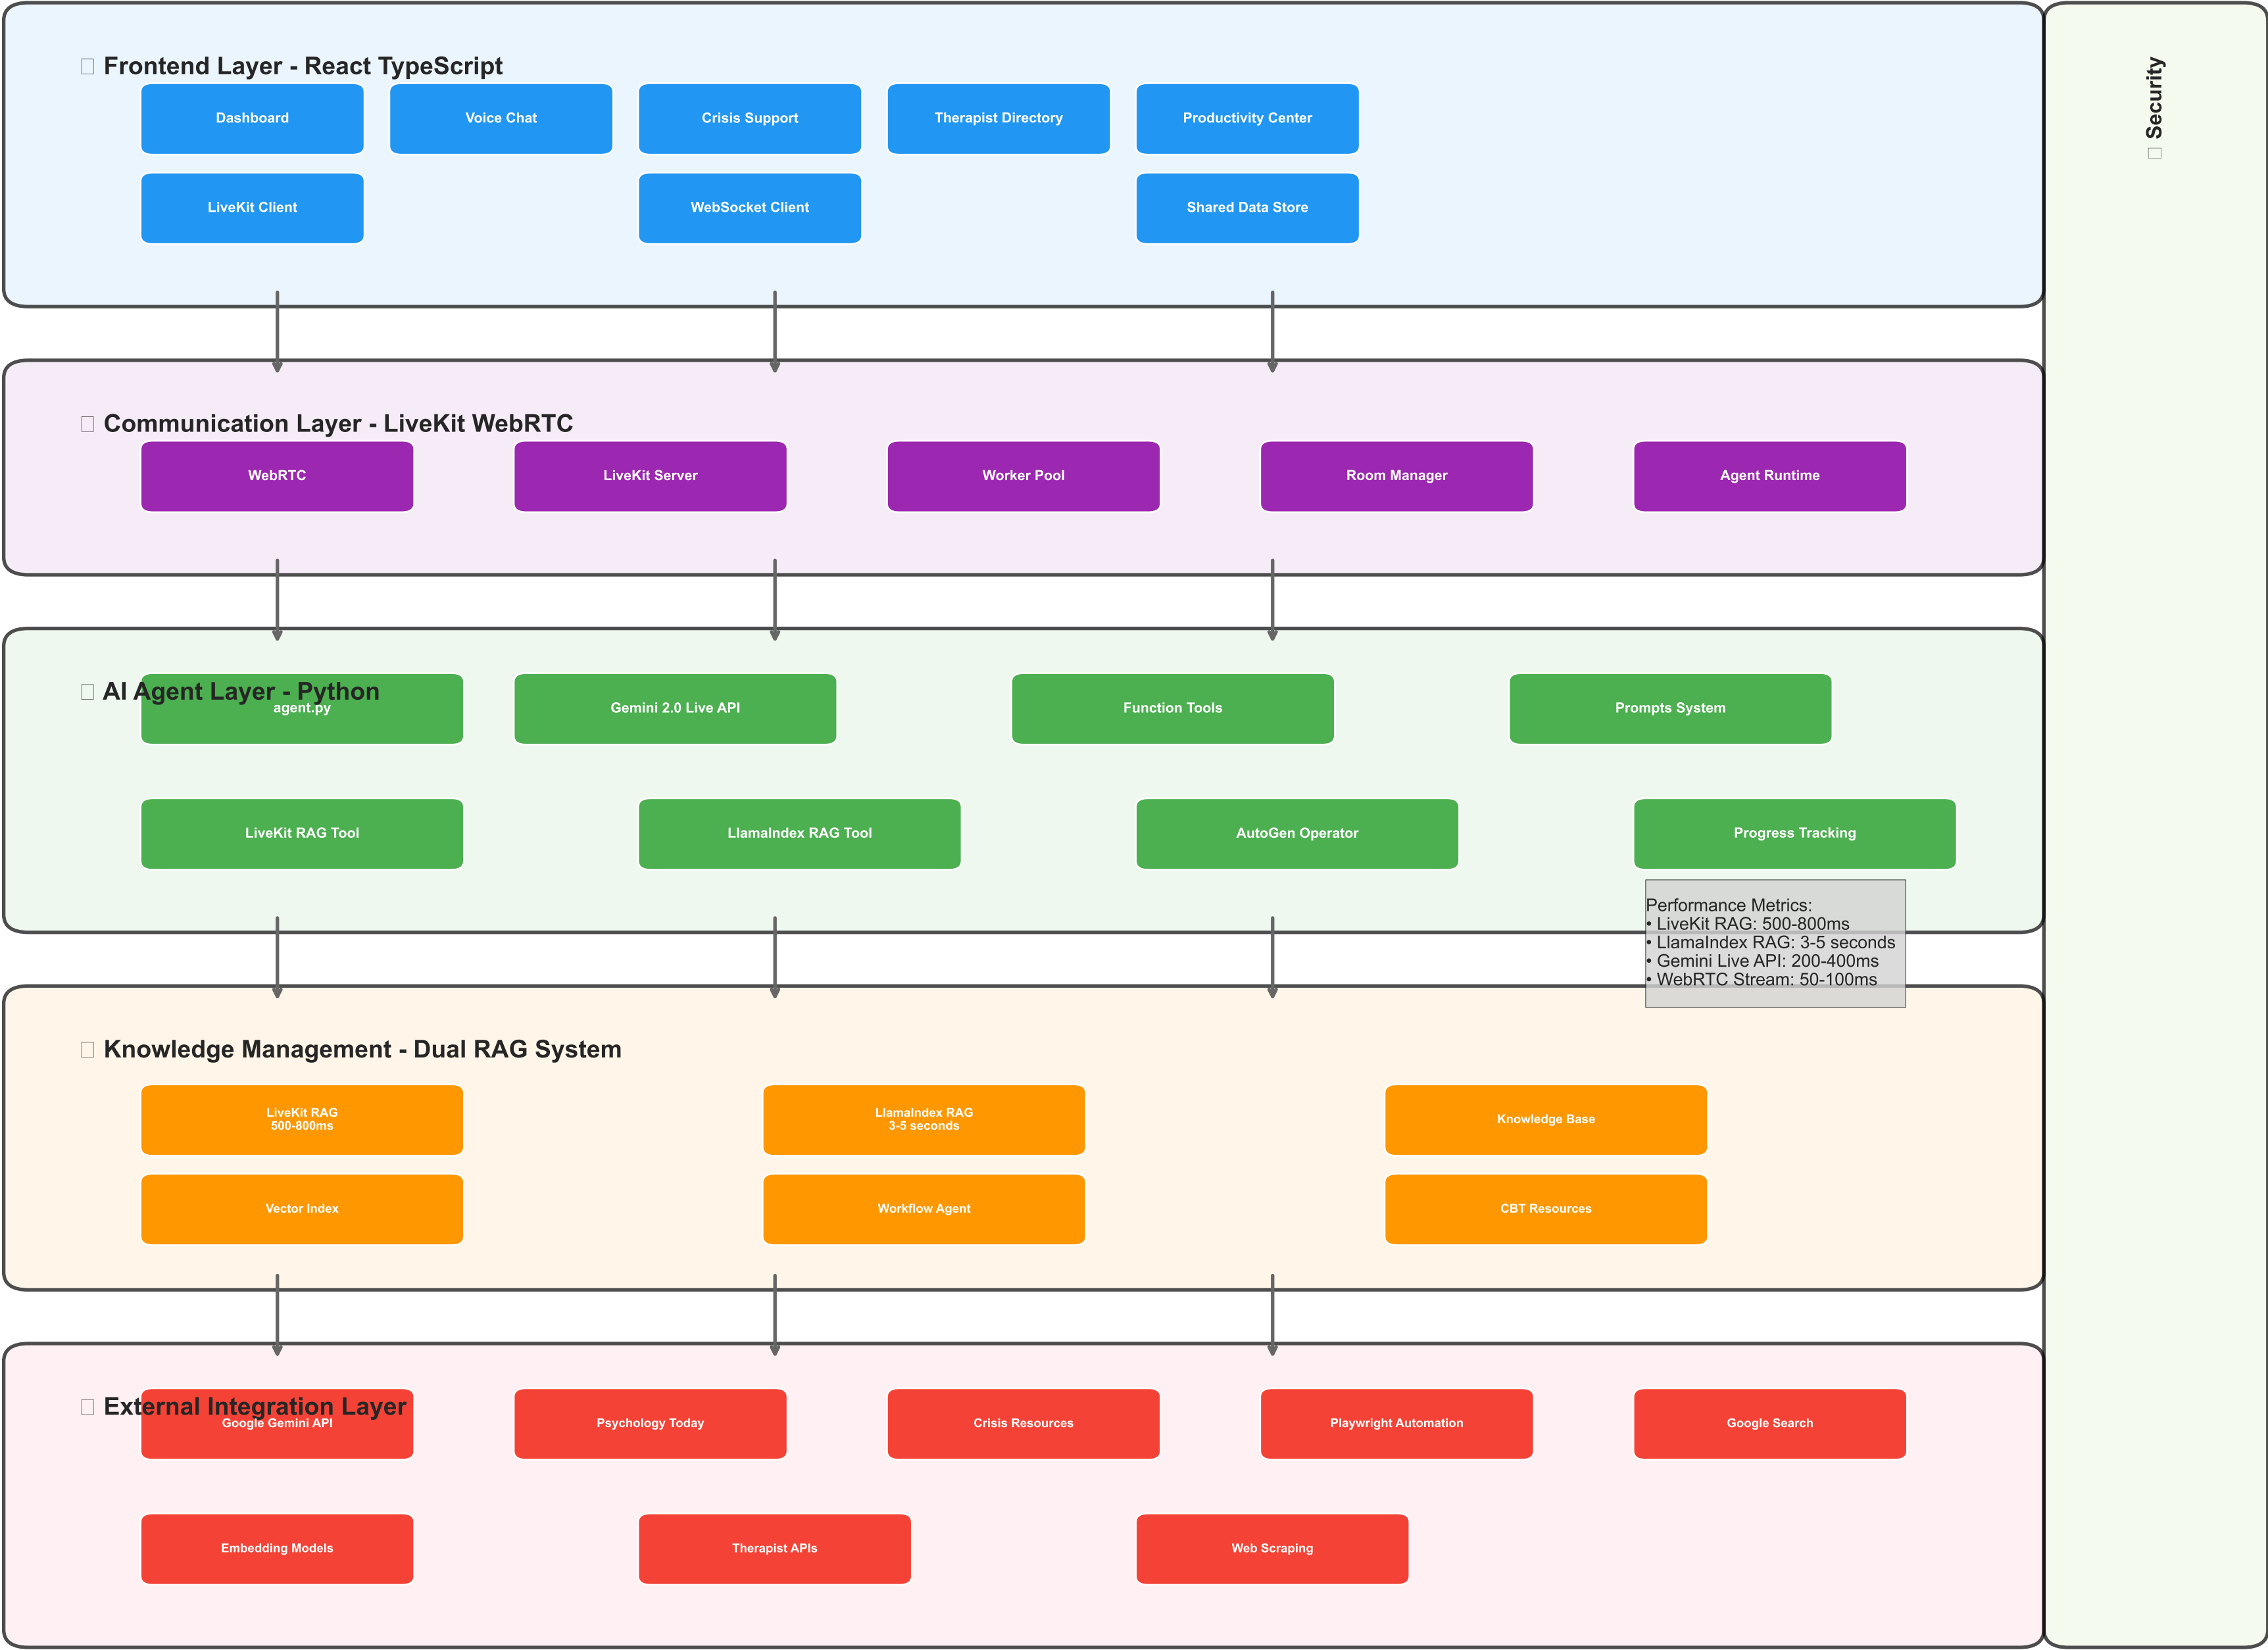 Frontend Layer - React TypeScript
Dashboard
Voice Chat
Crisis Support
Therapist Directory
Productivity Center
LiveKit Client
WebSocket Client
Shared Data Store
Security
Communication Layer - LiveKit WebRTC
WebRTC
LiveKit Server
Worker Pool
Room Manager
Agent Runtime
AI Agent Layer - Python
agent.py
Gemini 2.0 Live API
Function Tools
Prompts System
LiveKit RAG Tool
LlamaIndex RAG Tool
AutoGen Operator
Progress Tracking
Performance Metrics:
• LiveKit RAG: 500-800ms
• LlamaIndex RAG: 3-5 seconds
• Gemini Live API: 200-400ms
• WebRTC Stream: 50-100ms
Knowledge Management - Dual RAG System
LiveKit RAG
500-800ms
LlamaIndex RAG
3-5 seconds
Knowledge Base
Vector Index
Workflow Agent
CBT Resources
External Integration Layer
Google Gemini API
Psychology Today
Crisis Resources
Playwright Automation
Google Search
Embedding Models
Therapist APIs
Web Scraping